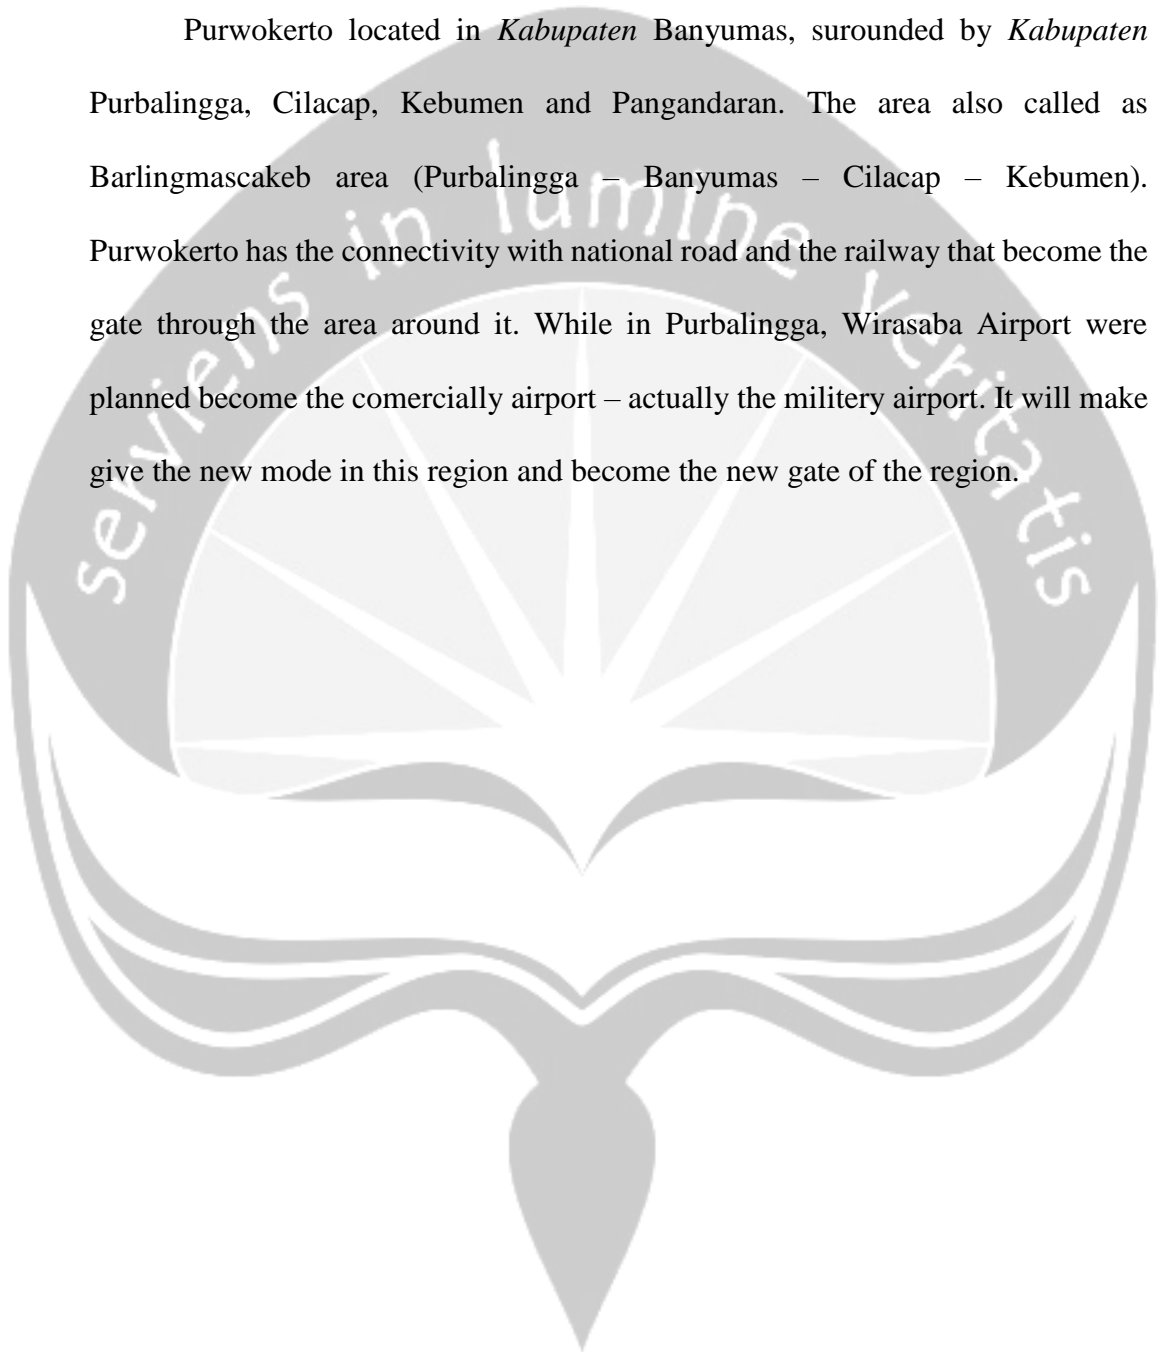 Purwokerto located in Kabupaten Banyumas, surounded by Kabupaten
Purbalingga, Cilacap, Kebumen and Pangandaran. The area also called as
Barlingmascakeb area (Purbalingga – Banyumas – Cilacap – Kebumen).
Purwokerto has the connectivity with national road and the railway that become the
gate through the area around it. While in Purbalingga, Wirasaba Airport were
planned become the comercially airport – actually the militery airport. It will make
give the new mode in this region and become the new gate of the region.
serviens in lumine veritatis